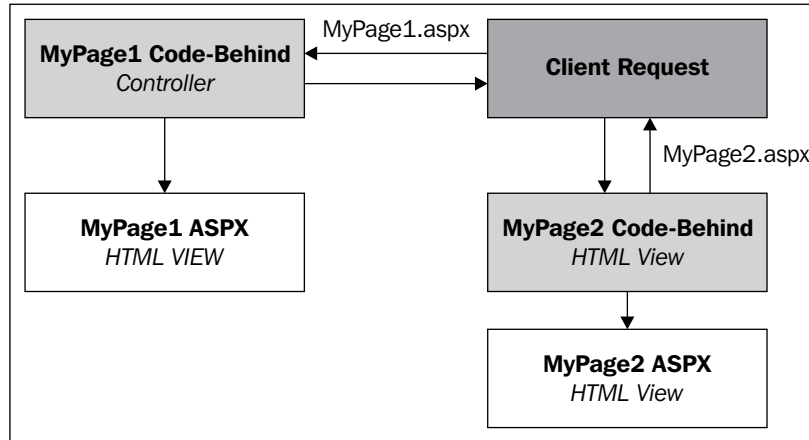 MyPage1 Code-Behind
Controller
MyPage1.aspx
Client Request
MyPage2.aspx
MyPage1 ASPX
HTML VIEW
MyPage2 Code-Behind
HTML View
MyPage2 ASPX
HTML View